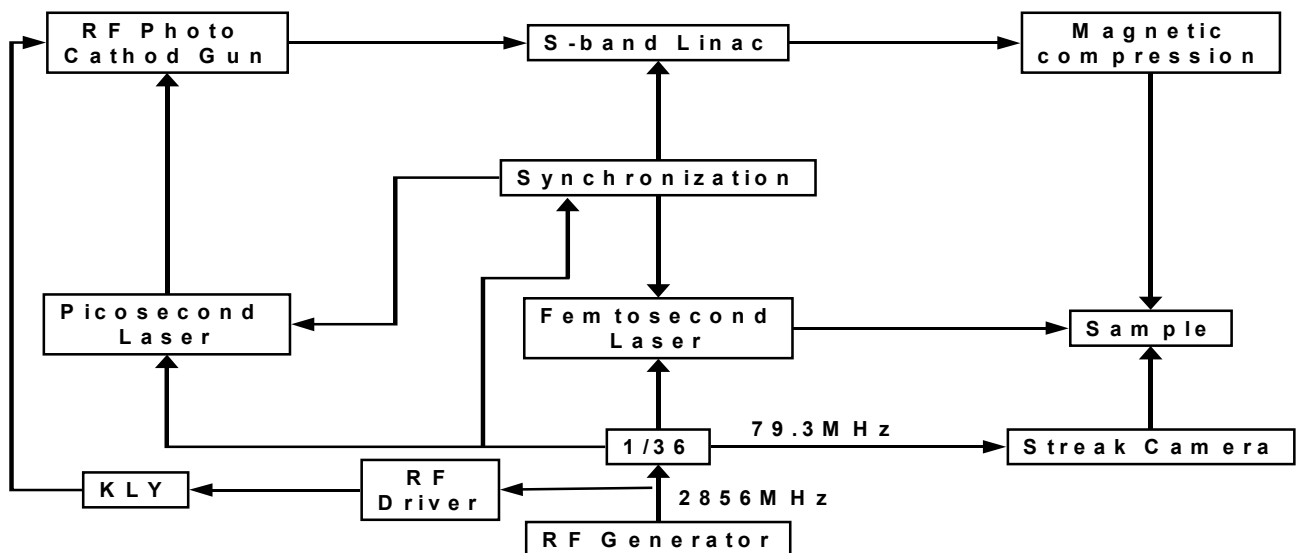 RF Photo
Cathod Gun
S-band Linac
Magnetic
compression
Synchronization
Picosecond
Laser
Femtosecond
Laser
Sample
1/36
79.3MHz
Streak Camera
KLY
RF
Driver
2856MHz
RF Generator